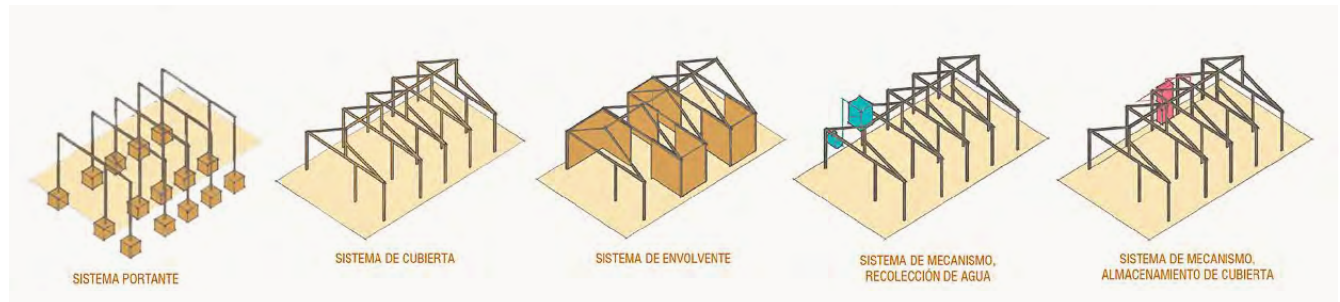 SISTEMA PORTANTE
SISTEMA DE CUBIERTA
SISTEMA DE ENVOLVENTE
SISTEMA DE MECANISMO,
RECOLECCIÓN DE AGUA
SISTEMA DE MECANISMO,
ALMACENAMIENTO DE CUBIERTA